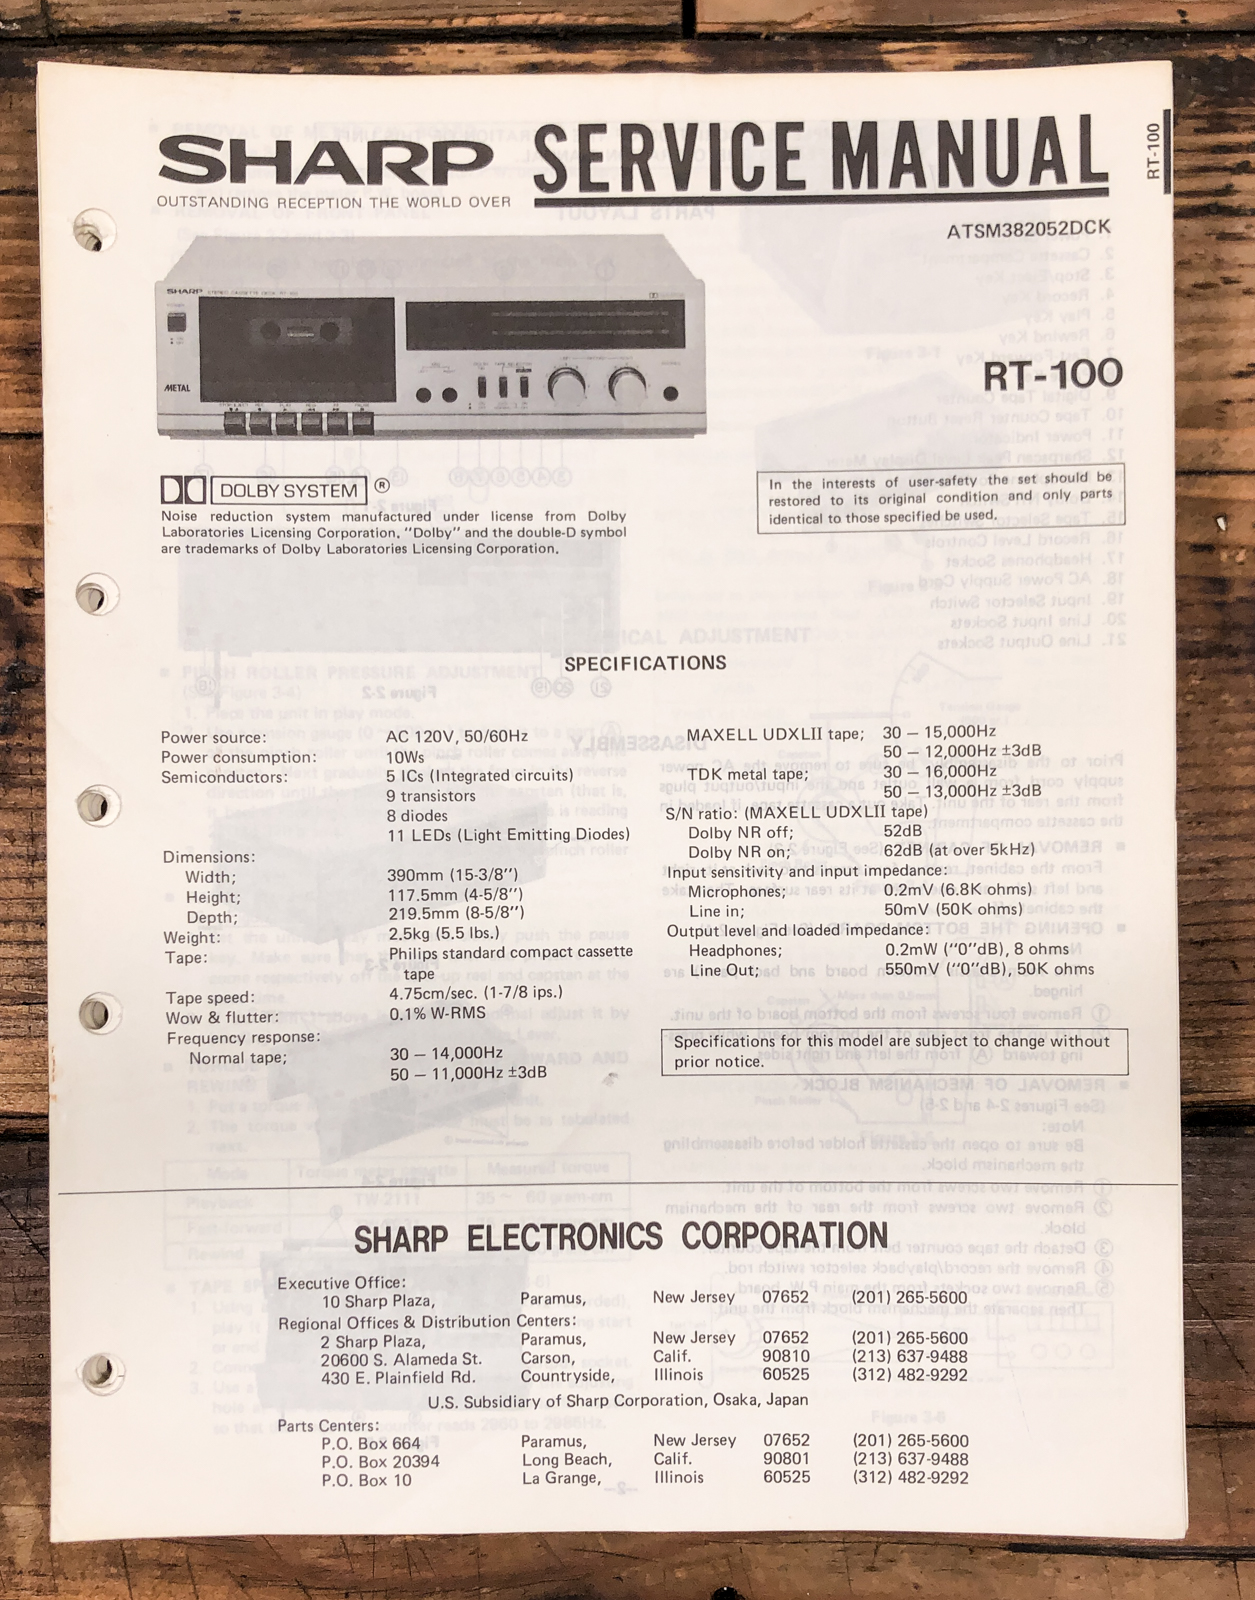 SHARP SERVICE MANUAL
OUTSTANDING RECEPTION THE WORLD OVER
RT-100
ATSM382052DCK
SHARP
METAL
RT-100
DOLBY SYSTEM ®
Noise reduction system manufactured under license from Dolby
Laboratories Licensing Corporation. "Dolby" and the double-D symbol
are trademarks of Dolby Laboratories Licensing Corporation.
In the interests of user-safety the set should be
restored to its original condition and only parts
identical to those specified be used.
SPECIFICATIONS
Power source: AC 120V, 50/60Hz
Power consumption: 10Ws
Semiconductors: 5 ICs (Integrated circuits)
9 transistors
8 diodes
11 LEDs (Light Emitting Diodes)
Dimensions:
Width; 390mm (15-3/8")
Height; 117.5mm (4-5/8")
Depth; 219.5mm (8-5/8")
Weight: 2.5kg (5.5 lbs.)
Tape: Philips standard compact cassette
tape
Tape speed: 4.75cm/sec. (1-7/8 ips.)
Wow & flutter: 0.1% W-RMS
Frequency response:
Normal tape; 30 – 14,000Hz
50 – 11,000Hz ±3dB
MAXELL UDXLII tape; 30 – 15,000Hz
50 – 12,000Hz ±3dB
TDK metal tape; 30 – 16,000Hz
50 – 13,000Hz ±3dB
S/N ratio: (MAXELL UDXLII tape)
Dolby NR off; 52dB
Dolby NR on; 62dB (at over 5kHz)
Input sensitivity and input impedance:
Microphones; 0.2mV (6.8K ohms)
Line in; 50mV (50K ohms)
Output level and loaded impedance:
Headphones; 0.2mW ("0"dB), 8 ohms
Line Out; 550mV ("0"dB), 50K ohms
Specifications for this model are subject to change without
prior notice.
SHARP ELECTRONICS CORPORATION
Executive Office:
10 Sharp Plaza, Paramus, New Jersey 07652 (201) 265-5600
Regional Offices & Distribution Centers:
2 Sharp Plaza, Paramus, New Jersey 07652 (201) 265-5600
20600 S. Alameda St. Carson, Calif. 90810 (213) 637-9488
430 E. Plainfield Rd. Countryside, Illinois 60525 (312) 482-9292
U.S. Subsidiary of Sharp Corporation, Osaka, Japan
Parts Centers:
P.O. Box 664 Paramus, New Jersey 07652 (201) 265-5600
P.O. Box 20394 Long Beach, Calif. 90801 (213) 637-9488
P.O. Box 10 La Grange, Illinois 60525 (312) 482-9292